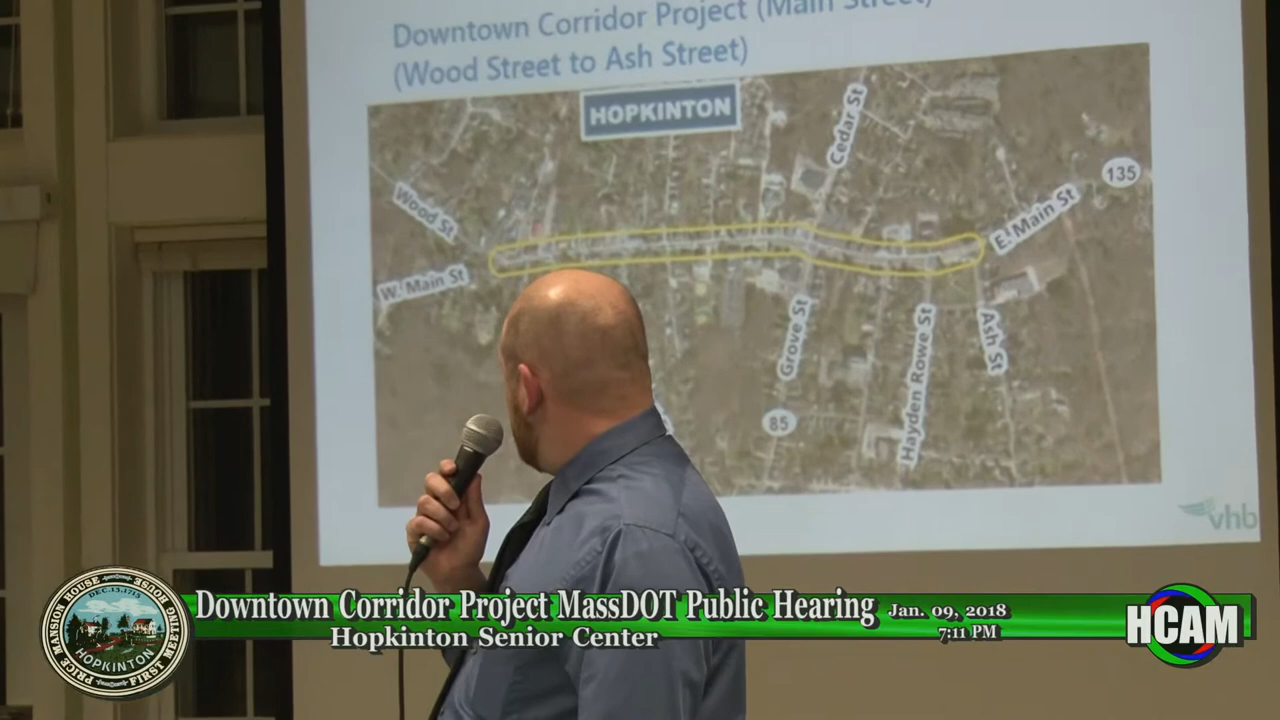 Downtown Corridor Project (Main Street)
(Wood Street to Ash Street)
HOPKINTON
Cedar St
135
Wood St
E. Main St
W. Main St
Grove St
Hayden Rowe St
Ash St
85
vhb
Downtown Corridor Project MassDOT Public Hearing Jan. 09, 2018
Hopkinton Senior Center 7:11 PM
PRICE MANSION HOUSE
FIRST MEETING HOUSE
DEC. 13, 1715
HOPKINTON
HCAM